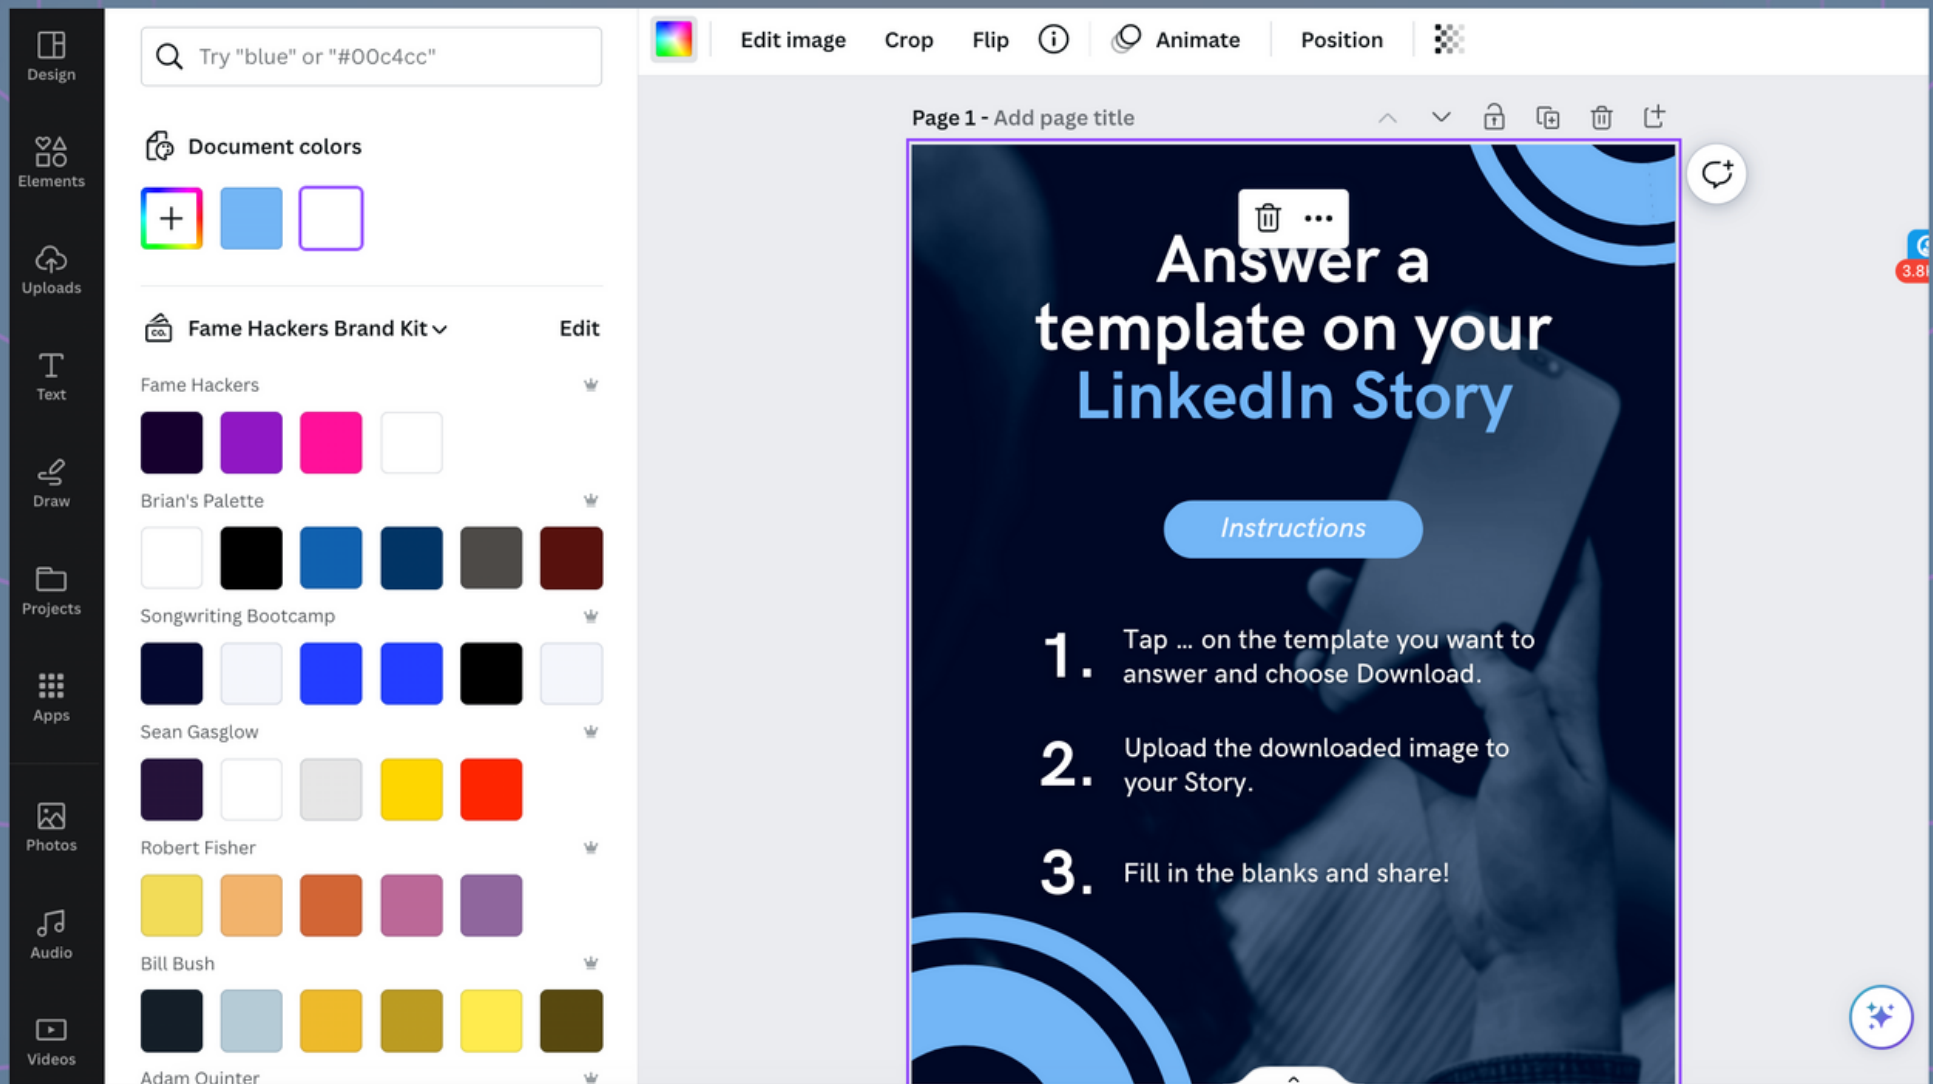 Design
Elements
Uploads
Text
Draw
Projects
Apps
Photos
Audio
Videos
Try "blue" or "#00c4cc"
Document colors
Fame Hackers Brand Kit
Edit
Fame Hackers
Brian's Palette
Songwriting Bootcamp
Sean Gasglow
Robert Fisher
Bill Bush
Adam Quinter
Edit image
Crop
Flip
Animate
Position
Page 1 - Add page title
Answer a
template on your
LinkedIn Story
Instructions
1. Tap ... on the template you want to
answer and choose Download.
2. Upload the downloaded image to
your Story.
3. Fill in the blanks and share!
CO.